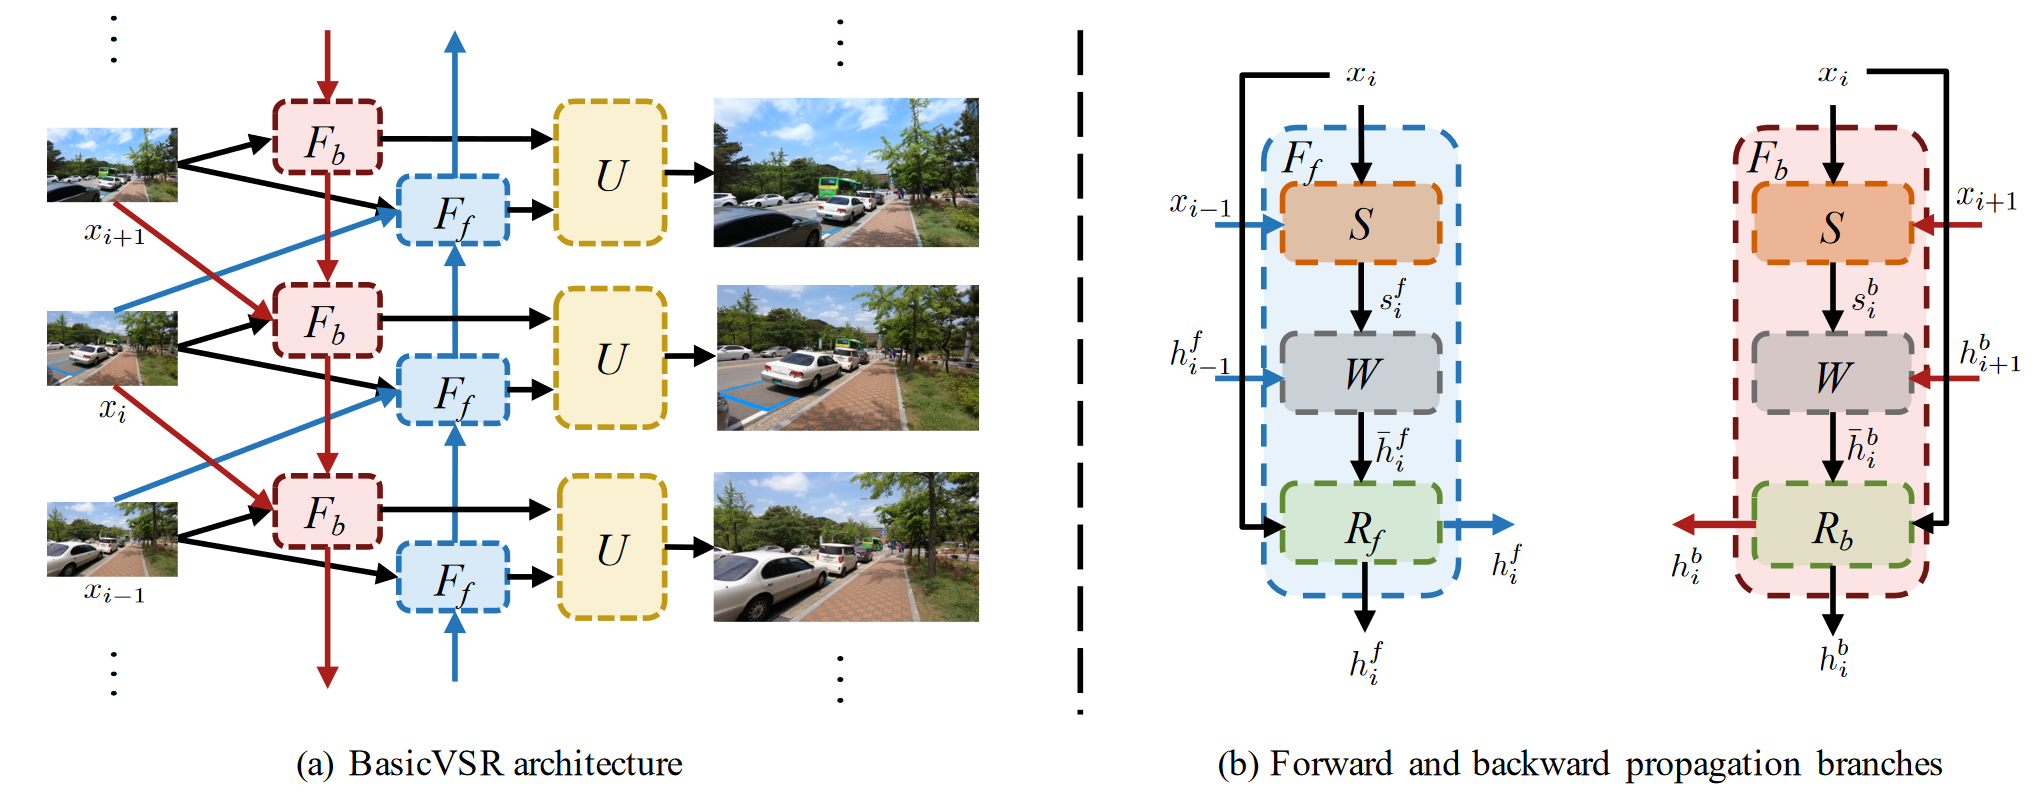 F_b
U
F_f
x_{i+1}
F_b
U
F_f
x_i
F_b
U
F_f
x_{i-1}
(a) BasicVSR architecture
x_i
F_f
x_{i-1}
S
s_i^f
h_{i-1}^f
W
\bar{h}_i^f
R_f
h_i^f
h_i^f
x_i
F_b
S
x_{i+1}
s_i^b
W
h_{i+1}^b
\bar{h}_i^b
R_b
h_i^b
h_i^b
(b) Forward and backward propagation branches